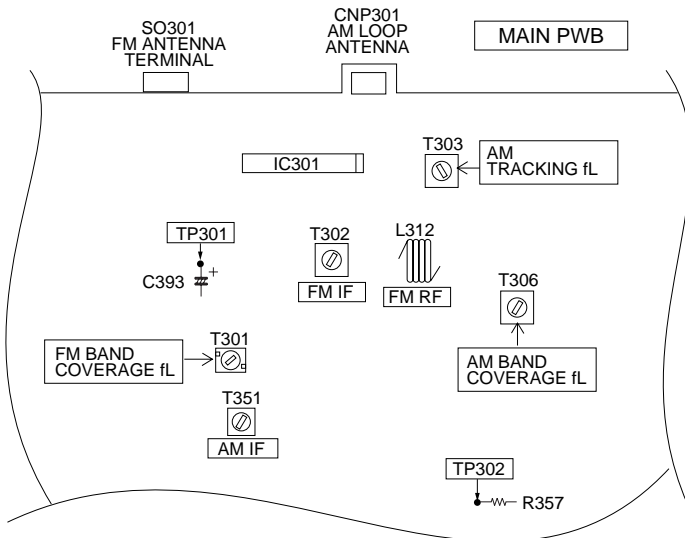 SO301
FM ANTENNA
TERMINAL
CNP301
AM LOOP
ANTENNA
MAIN PWB
IC301
T303
AM
TRACKING fL
TP301
C393
+
T302
FM IF
L312
FM RF
T306
AM BAND
COVERAGE fL
T301
FM BAND
COVERAGE fL
T351
AM IF
TP302
R357